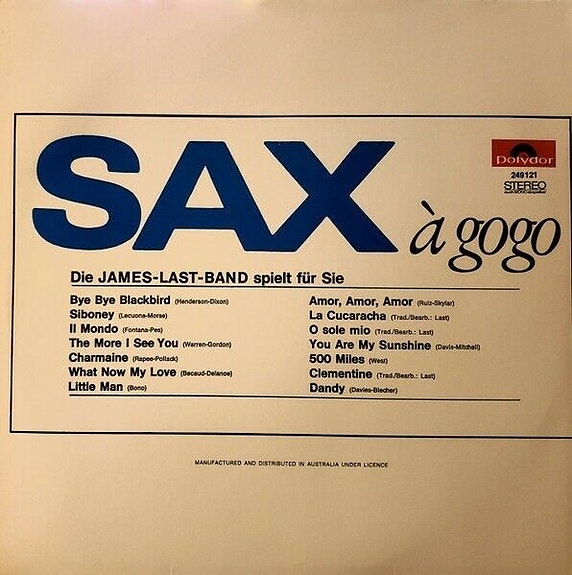 SAX
à gogo
Polydor
249121
STEREO
Die JAMES-LAST-BAND spielt für Sie
Bye Bye Blackbird (Henderson-Dixon)
Siboney (Lecuona-Morse)
Il Mondo (Fontana-Pes)
The More I See You (Warren-Gordon)
Charmaine (Rapee-Pollack)
What Now My Love (Becaud-Delanoe)
Little Man (Bono)
Amor, Amor, Amor (Ruiz-Skylar)
La Cucaracha (Trad./Bearb.: Last)
O sole mio (Trad./Bearb.: Last)
You Are My Sunshine (Davis-Mitchell)
500 Miles (West)
Clementine (Trad./Bearb.: Last)
Dandy (Davies-Blecher)
MANUFACTURED AND DISTRIBUTED IN AUSTRALIA UNDER LICENCE